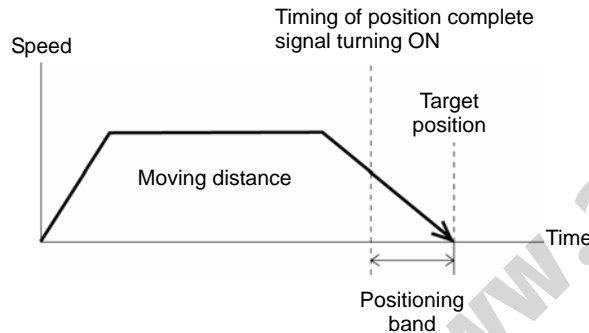 Timing of position complete
signal turning ON
Speed
Target
position
Moving distance
Time
Positioning
band